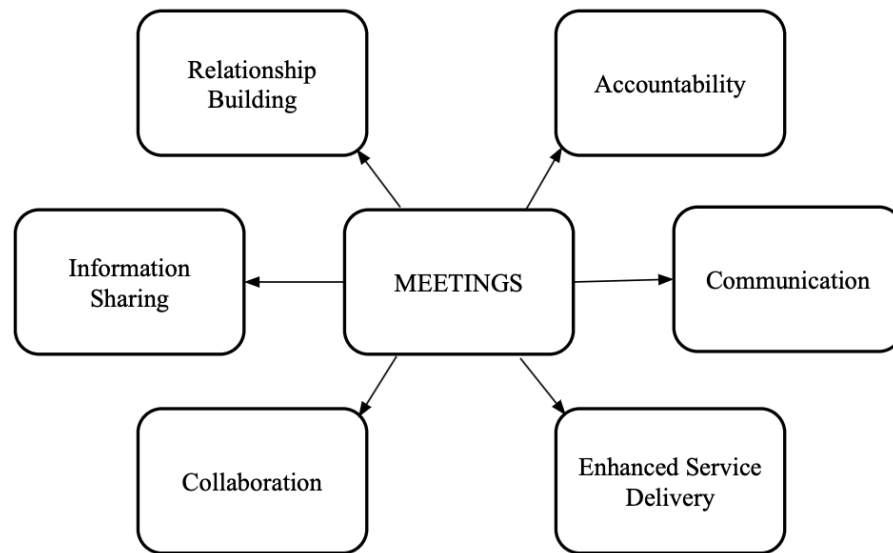 Relationship
Building
Accountability
Information
Sharing
MEETINGS
Communication
Collaboration
Enhanced Service
Delivery